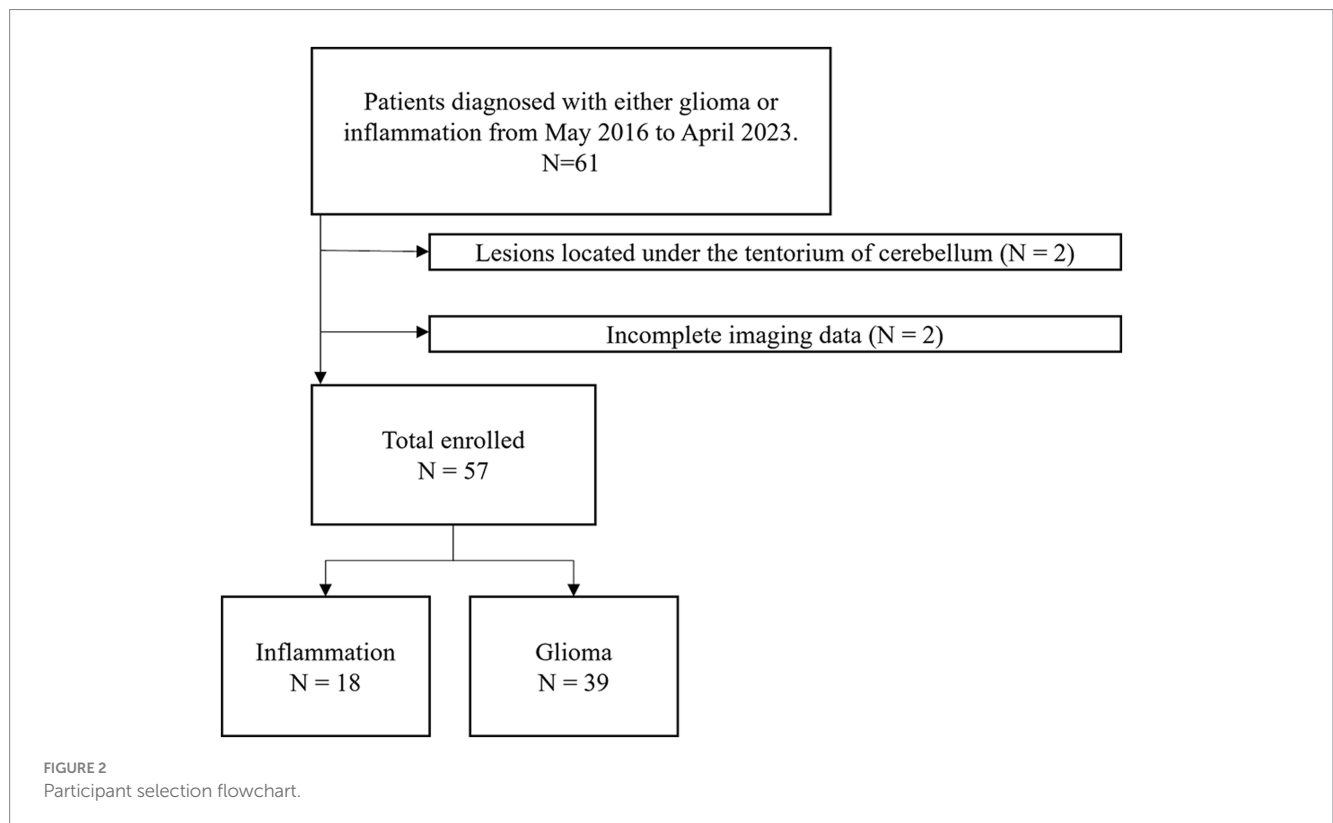 Patients diagnosed with either glioma or
inflammation from May 2016 to April 2023.
N=61
Lesions located under the tentorium of cerebellum (N = 2)
Incomplete imaging data (N = 2)
Total enrolled
N = 57
Inflammation
N = 18
Glioma
N = 39
FIGURE 2
Participant selection flowchart.